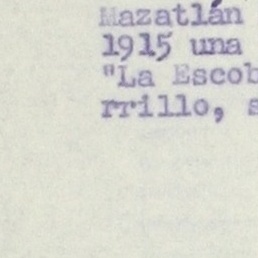 Mazatlán
1915 una
"La Escob
rrillo, s